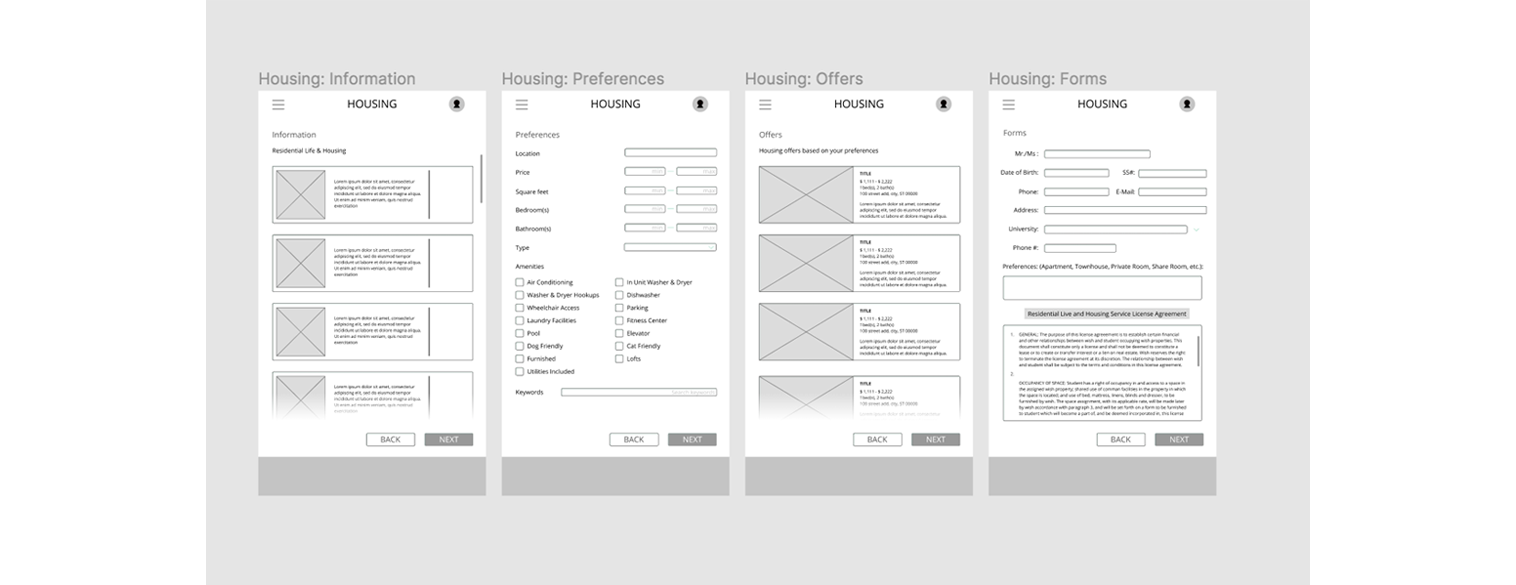 Housing: Information
HOUSING
Information
Residential Life & Housing
Lorem ipsum dolor sit amet, consectetur
adipiscing elit, sed do eiusmod tempor
incididunt ut labore et dolore magna aliqua.
Ut enim ad minim veniam, quis nostrud
exercitation
Lorem ipsum dolor sit amet, consectetur
adipiscing elit, sed do eiusmod tempor
incididunt ut labore et dolore magna aliqua.
Ut enim ad minim veniam, quis nostrud
exercitation
Lorem ipsum dolor sit amet, consectetur
adipiscing elit, sed do eiusmod tempor
incididunt ut labore et dolore magna aliqua.
Ut enim ad minim veniam, quis nostrud
exercitation
Lorem ipsum dolor sit amet, consectetur
adipiscing elit, sed do eiusmod tempor
incididunt ut labore et dolore magna aliqua.
Ut enim ad minim veniam, quis nostrud
exercitation
BACK
NEXT
Housing: Preferences
HOUSING
Preferences
Location
Price
Square feet
Bedroom(s)
Bathroom(s)
Type
Amenities
Air Conditioning
In Unit Washer & Dryer
Washer & Dryer Hookups
Dishwasher
Wheelchair Access
Parking
Laundry Facilities
Fitness Center
Pool
Elevator
Dog Friendly
Cat Friendly
Furnished
Lofts
Utilities Included
Keywords
BACK
NEXT
Housing: Offers
HOUSING
Offers
Housing offers based on your preferences
TITLE
$ 1,111 - $ 2,222
100 street add, city, ST 00000
Lorem ipsum dolor sit amet, consectetur
adipiscing elit, sed do eiusmod tempor
incididunt ut labore et dolore magna aliqua.
TITLE
$ 1,111 - $ 2,222
100 street add, city, ST 00000
Lorem ipsum dolor sit amet, consectetur
adipiscing elit, sed do eiusmod tempor
incididunt ut labore et dolore magna aliqua.
TITLE
$ 1,111 - $ 2,222
100 street add, city, ST 00000
Lorem ipsum dolor sit amet, consectetur
adipiscing elit, sed do eiusmod tempor
incididunt ut labore et dolore magna aliqua.
TITLE
$ 1,111 - $ 2,222
100 street add, city, ST 00000
Lorem ipsum dolor sit amet, consectetur
BACK
NEXT
Housing: Forms
HOUSING
Forms
Mr./Ms :
Date of Birth:
SS#:
Phone:
E-Mail:
Address:
University:
Phone #:
Preferences: (Apartment, Townhouse, Private Room, Share Room, etc.):
Residential Live and Housing Service License Agreement
1. GENERAL: The purpose of this license agreement is to establish certain financial
and other relationships between wish and student occupying wish properties. This
document shall constitute only a license and shall not be deemed to constitute a
lease or to create or transfer interest or a lien on real estate. Wish reserves the right
to terminate the license agreement at its discretion. The relationship between wish
and student shall be subject to the terms and conditions in this license agreement.
2.
OCCUPANCY OF SPACE: Student has a right of occupancy in and access to a space in
the assigned wish property; shared use of common facilities in the property in which
the space is located; and use of bed, mattress, linens, blinds and dresser, to be
furnished by wish. The space assignment, with its applicable rate, will be made later
by wish accordance with paragraph 3, and will be set forth on a form to be furnished
to student which will become a part of, and be deemed incorporated in, this license
BACK
NEXT